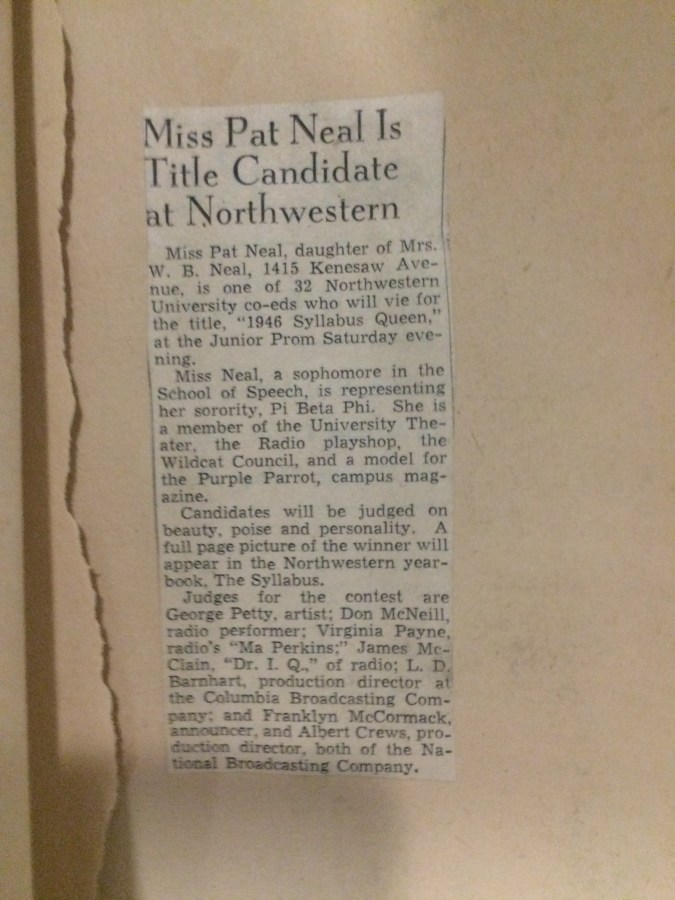 Miss Pat Neal Is
Title Candidate
at Northwestern
Miss Pat Neal, daughter of Mrs.
W. B. Neal, 1415 Kenesaw Ave-
nue, is one of 32 Northwestern
University co-eds who will vie for
the title, "1946 Syllabus Queen,"
at the Junior Prom Saturday eve-
ning.
Miss Neal, a sophomore in the
School of Speech, is representing
her sorority, Pi Beta Phi. She is
a member of the University The-
ater, the Radio playshop, the
Wildcat Council, and a model for
the Purple Parrot, campus mag-
azine.
Candidates will be judged on
beauty, poise and personality. A
full page picture of the winner will
appear in the Northwestern year-
book, The Syllabus.
Judges for the contest are
George Petty, artist; Don McNeill,
radio performer; Virginia Payne,
radio's "Ma Perkins;" James Mc-
Clain, "Dr. I. Q.," of radio; L. D.
Barnhart, production director at
the Columbia Broadcasting Com-
pany; and Franklyn McCormack,
announcer, and Albert Crews, pro-
duction director, both of the Na-
tional Broadcasting Company.